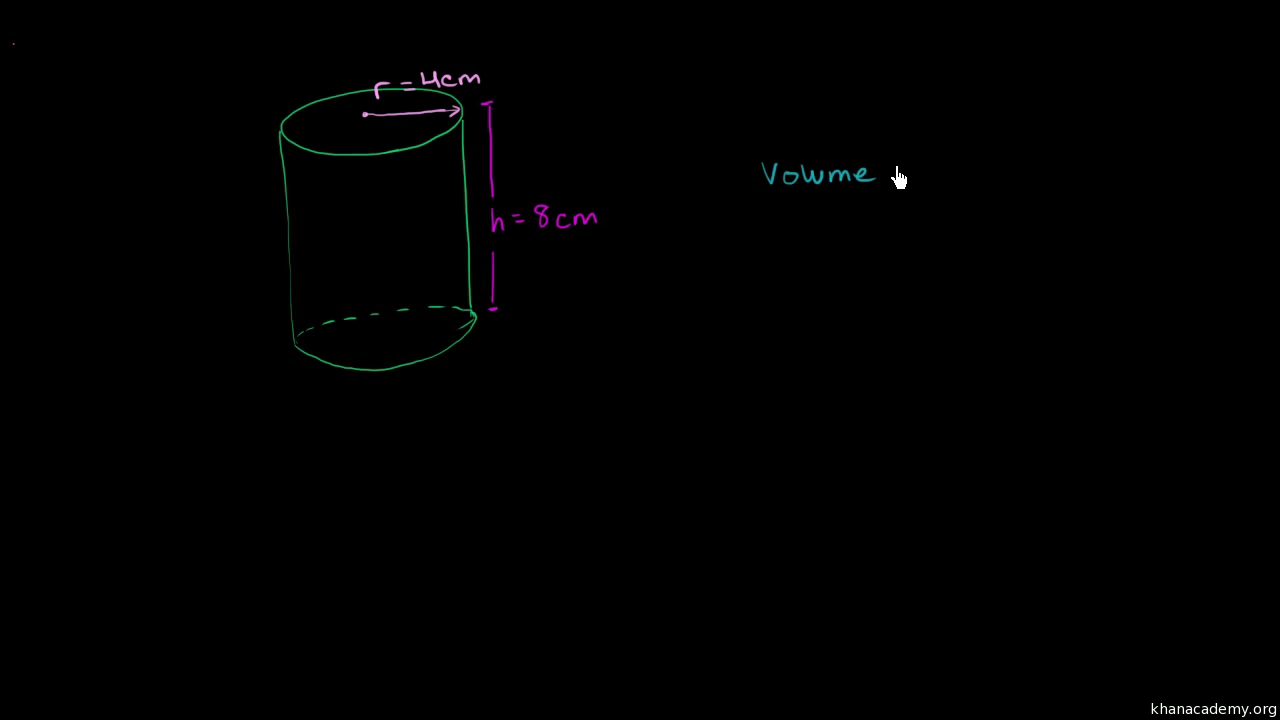 r = 4cm
Volume
h = 8cm
khanacademy.org